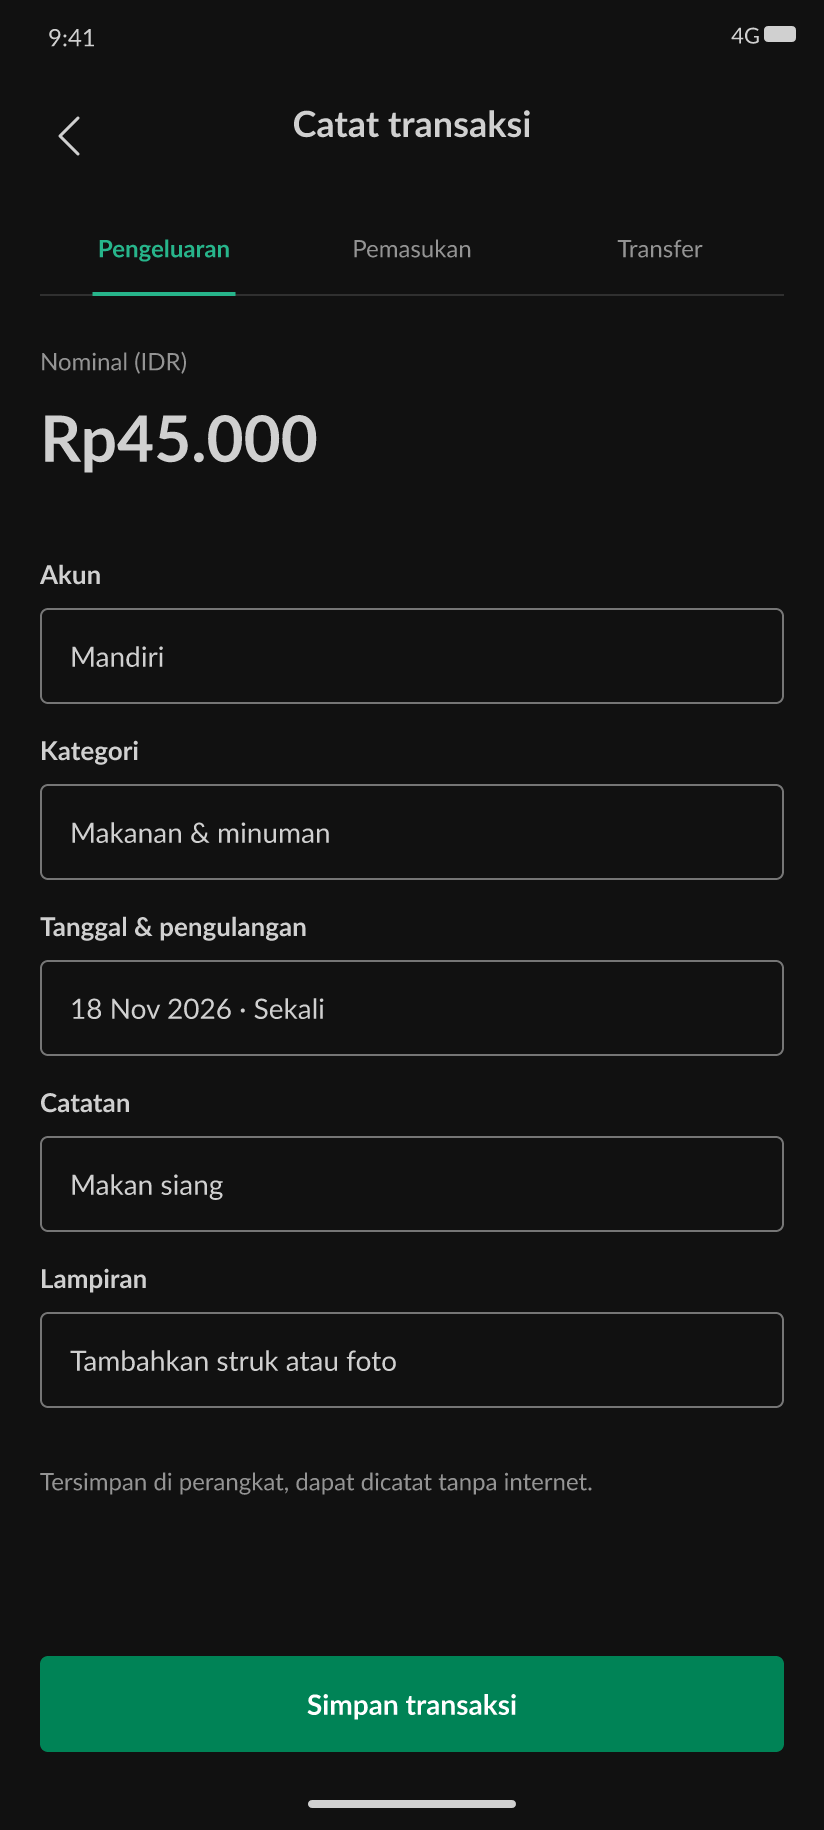 9:41
4G
Catat transaksi
Pengeluaran
Pemasukan
Transfer
Nominal (IDR)
Rp45.000
Akun
Mandiri
Kategori
Makanan & minuman
Tanggal & pengulangan
18 Nov 2026 · Sekali
Catatan
Makan siang
Lampiran
Tambahkan struk atau foto
Tersimpan di perangkat, dapat dicatat tanpa internet.
Simpan transaksi